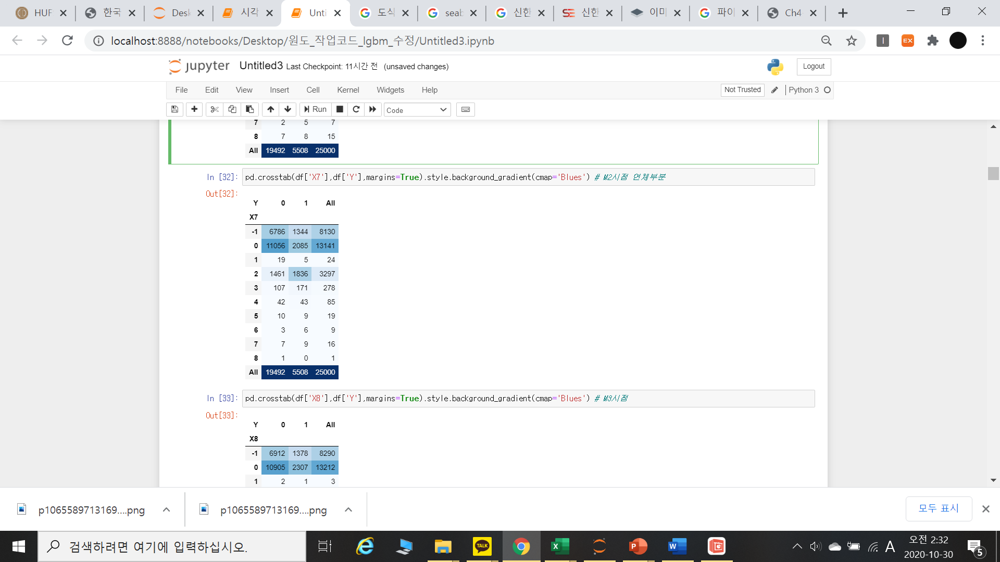 HUF
한국
Desk
시각
Unti
도식
seab
신한
신한
이미
파이
Ch4
localhost:8888/notebooks/Desktop/원도_작업코드_lgbm_수정/Untitled3.ipynb
EX
jupyter Untitled3 Last Checkpoint: 11시간 전 (unsaved changes)
Logout
File Edit View Insert Cell Kernel Widgets Help
Not Trusted
Python 3
Run
Code
7 2 5 7
8 7 8 15
All 19492 5508 25000
In [32]: pd.crosstab(df['X7'],df['Y'],margins=True).style.background_gradient(cmap='Blues') # M2시점 연체부분
Out[32]:
Y 0 1 All
X7
-1 6786 1344 8130
0 11056 2085 13141
1 19 5 24
2 1461 1836 3297
3 107 171 278
4 42 43 85
5 10 9 19
6 3 6 9
7 7 9 16
8 1 0 1
All 19492 5508 25000
In [33]: pd.crosstab(df['X8'],df['Y'],margins=True).style.background_gradient(cmap='Blues') # M3시점
Out[33]:
Y 0 1 All
X8
-1 6912 1378 8290
0 10905 2307 13212
1 2 1 3
p1065589713169....png
p1065589713169....png
모두 표시
검색하려면 여기에 입력하십시오.
TALK
A
오전 2:32
2020-10-30
5